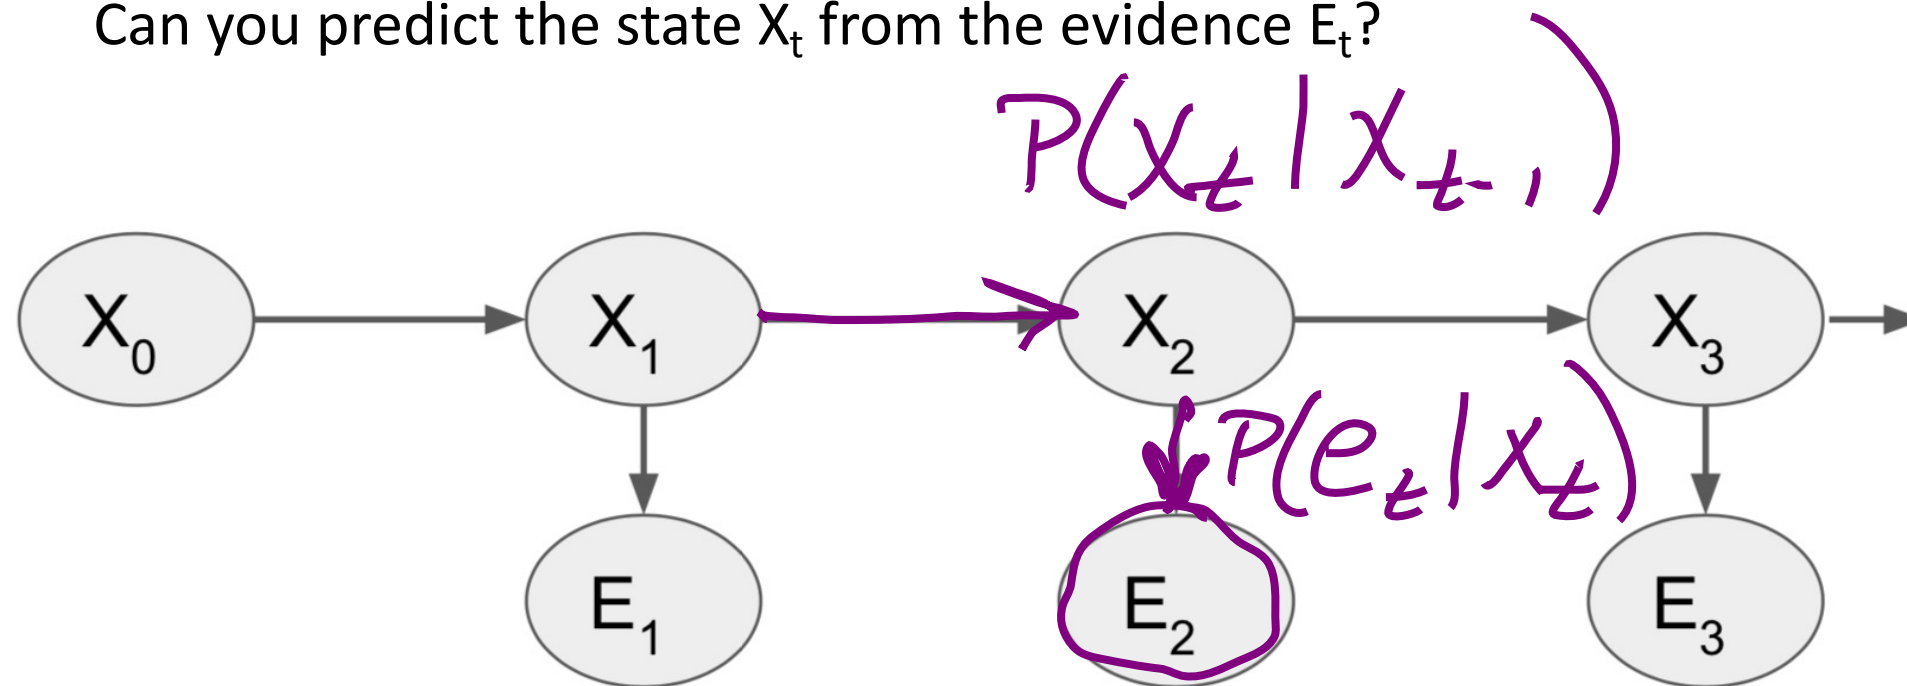 Can you predict the state Xt from the evidence Et?
P(Xt | Xt-1)
X0 X1 X2 X3
P(et | Xt)
E1 E2 E3